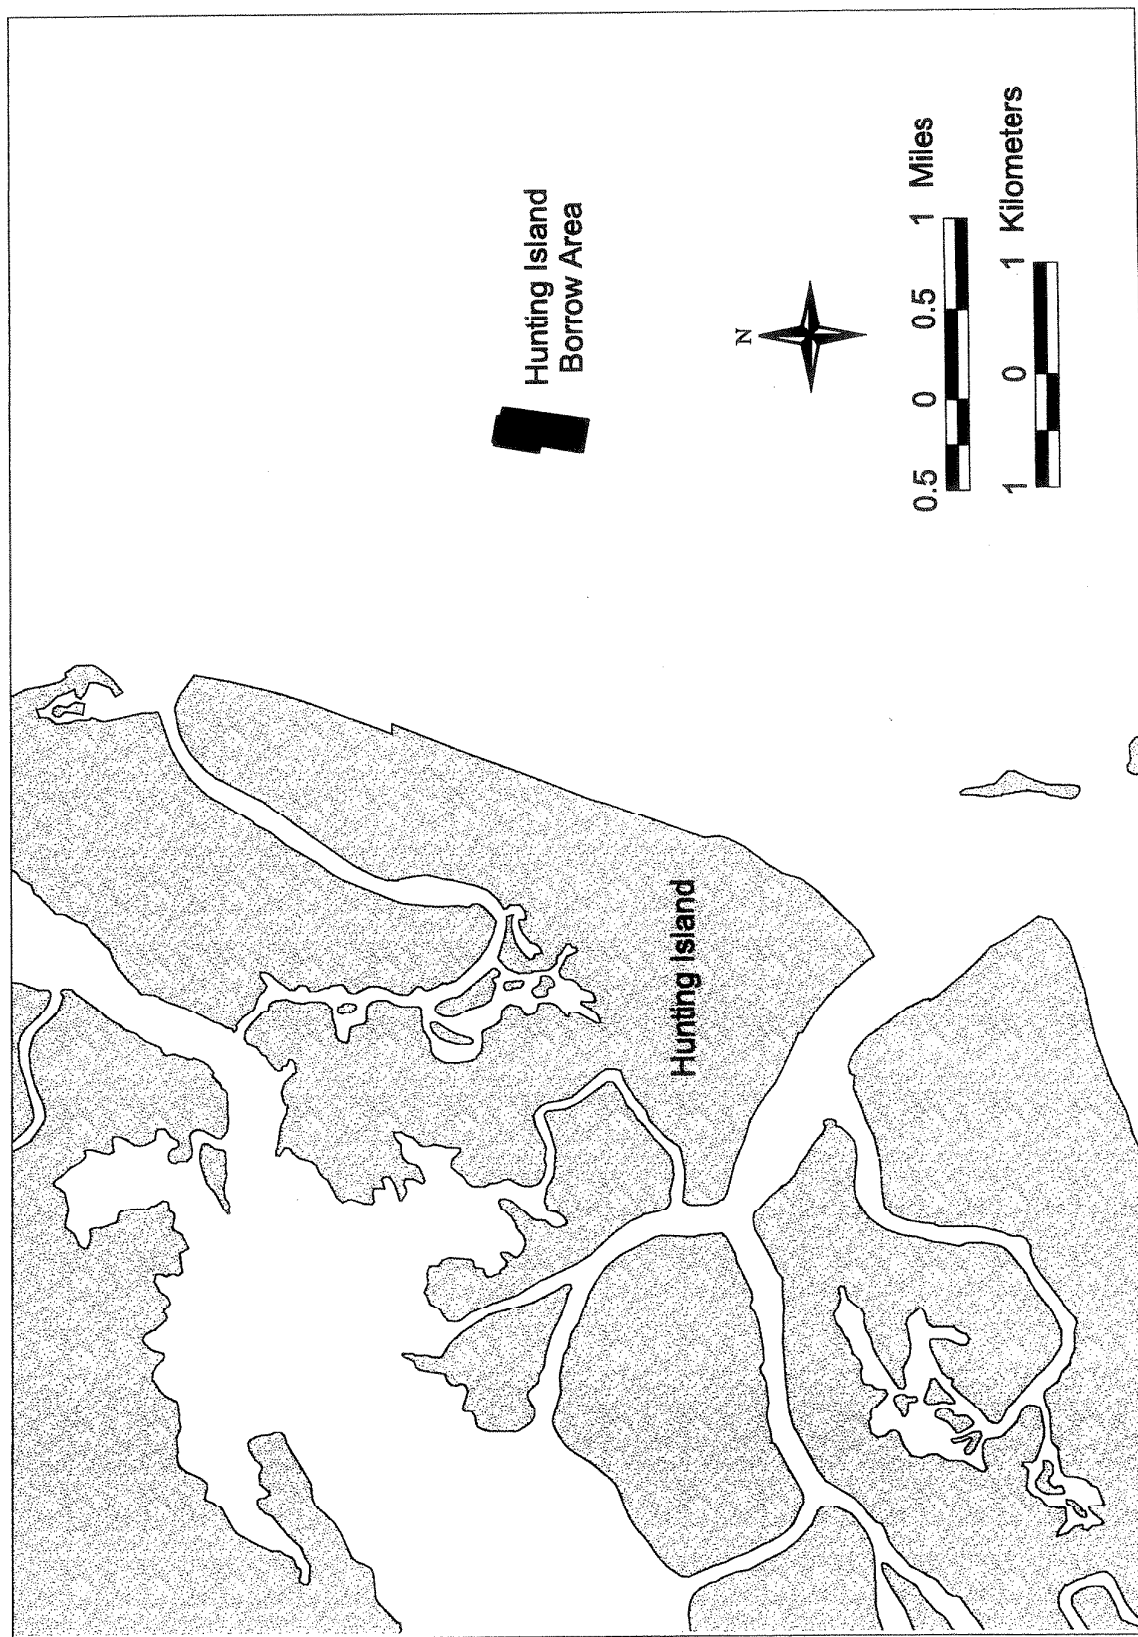 Hunting Island
Borrow Area
N
Hunting Island
0.5 0 0.5 1 Miles
1 0 1 Kilometers